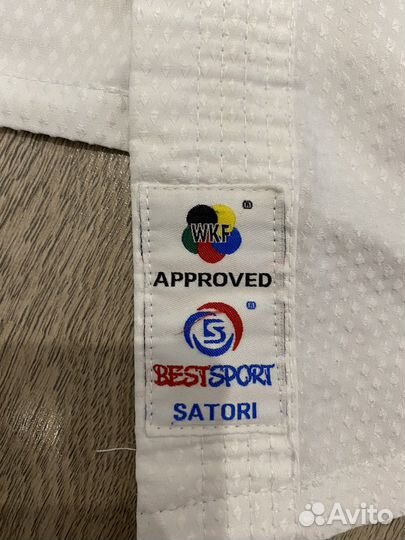 WKF
APPROVED
BESTSPORT
SATORI
Avito